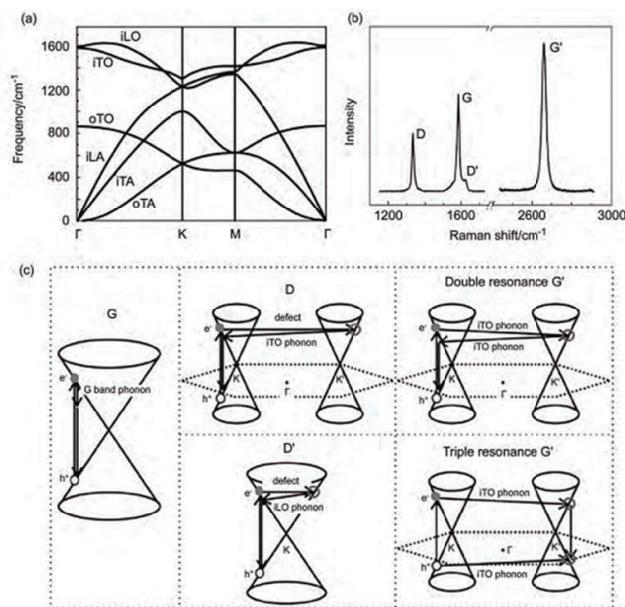 (a)
iLO
iTO
oTO
iLA
iTA
oTA
Frequency/cm⁻¹
1600
1200
800
400
0
Γ K M Γ
(b)
G'
G
D
D'
Intensity
1200 1600 2600 3000
Raman shift/cm⁻¹
(c)
G
e⁻
G band phonon
h⁺
D
defect
e⁻
iTO phonon
K K'
Γ
h⁺
Double resonance G'
iTO phonon
e⁻
iTO phonon
K K'
Γ
h⁺
D'
defect
e⁻
iLO phonon
K
h⁺
Triple resonance G'
iTO phonon
e⁻
K Γ K'
h⁺
iTO phonon